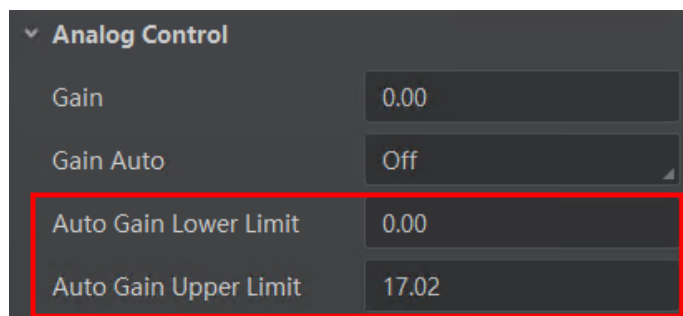 Analog Control
Gain 0.00
Gain Auto Off
Auto Gain Lower Limit 0.00
Auto Gain Upper Limit 17.02